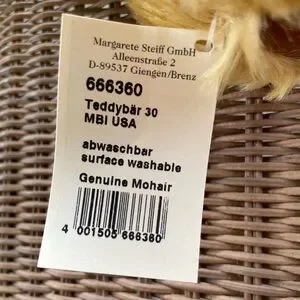 Margarete Steiff GmbH
Alleenstraße 2
D-89537 Giengen/Brenz
666360
Teddybär 30
MBI USA
abwaschbar
surface washable
Genuine Mohair
4 001505 666360